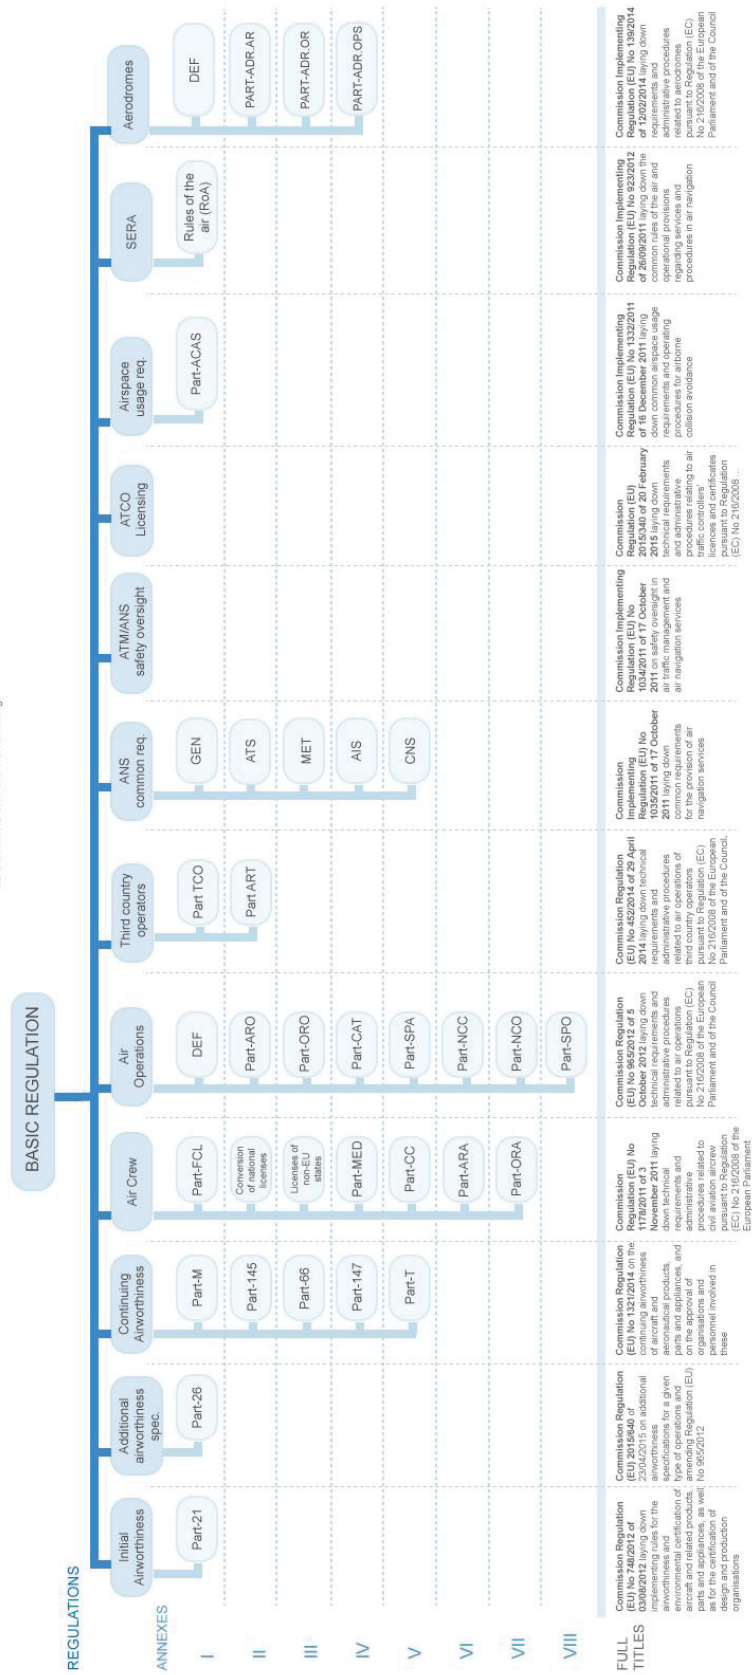 BASIC REGULATION
REGULATIONS
Initial
Airworthiness
Additional
airworthiness
spec.
Continuing
Airworthiness
Air Crew
Air
Operations
Third country
operators
ANS
common req.
ATM/ANS
safety oversight
ATCO
Licensing
Airspace
usage req.
SERA
Aerodromes
ANNEXES
I
Part-21
Part-26
Part-M
Part-FCL
DEF
Part TCO
GEN
Part-ACAS
Rules of the
air (RoA)
DEF
II
Part-145
Conversion
of national
licenses
Part-ARO
Part ART
ATS
PART-ADR.AR
III
Part-66
Licenses of
non-EU
states
Part-ORO
MET
PART-ADR.OR
IV
Part-147
Part-MED
Part-CAT
AIS
PART-ADR.OPS
V
Part-T
Part-CC
Part-SPA
CNS
VI
Part-ARA
Part-NCC
VII
Part-ORA
Part-NCO
VIII
Part-SPO
FULL
TITLES
Commission Regulation
(EU) No 748/2012 of
03/08/2012 laying down
implementing rules for the
airworthiness and
environmental certification of
aircraft and related products,
parts and appliances, as well
as for the certification of
design and production
organisations
Commission Regulation
(EU) 2015/640 of
23/04/2015 on additional
airworthiness
specifications for a given
type of operations and
amending Regulation (EU)
No 965/2012
Commission Regulation
(EU) No 1321/2014 on the
continuing airworthiness
of aircraft and
aeronautical products,
parts and appliances, and
on the approval of
organisations and
personnel involved in
these
Commission
Regulation (EU) No
1178/2011 of 3
November 2011 laying
down technical
requirements and
administrative
procedures related to
civil aviation aircrew
pursuant to Regulation
(EC) No 216/2008 of the
European Parliament
Commission Regulation
(EU) No 965/2012 of 5
October 2012 laying down
technical requirements and
administrative procedures
related to air operations
pursuant to Regulation (EC)
No 216/2008 of the European
Parliament and of the Council
Commission Regulation
(EU) No 452/2014 of 29 April
2014 laying down technical
requirements and
administrative procedures
related to air operations of
third country operators
pursuant to Regulation (EC)
No 216/2008 of the European
Parliament and of the Council.
Commission
Implementing
Regulation (EU) No
1035/2011 of 17 October
2011 laying down
common requirements
for the provision of air
navigation services
Commission Implementing
Regulation (EU) No
1034/2011 of 17 October
2011 on safety oversight in
air traffic management and
air navigation services
Commission
Regulation (EU)
2015/340 of 20 February
2015 laying down
technical requirements
and administrative
procedures relating to air
traffic controllers'
licences and certificates
pursuant to Regulation
(EC) No 216/2008 ...
Commission Implementing
Regulation (EU) No 1332/2011
of 16 December 2011 laying
down common airspace usage
requirements and operating
procedures for airborne
collision avoidance
Commission Implementing
Regulation (EU) No 923/2012
of 26/09/2011 laying down the
common rules of the air and
operational provisions
regarding services and
procedures in air navigation
Commission Implementing
Regulation (EU) No 139/2014
of 12/02/2014 laying down
requirements and
administrative procedures
related to aerodromes
pursuant to Regulation (EC)
No 216/2008 of the European
Parliament and of the Council